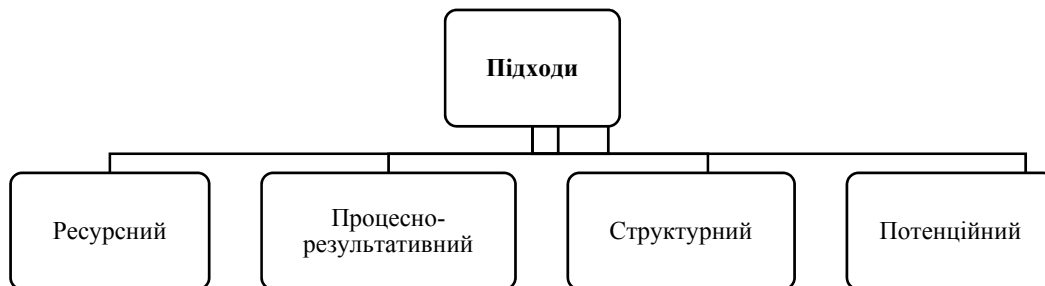 Підходи
Ресурсний
Процесно-
результативний
Структурний
Потенційний